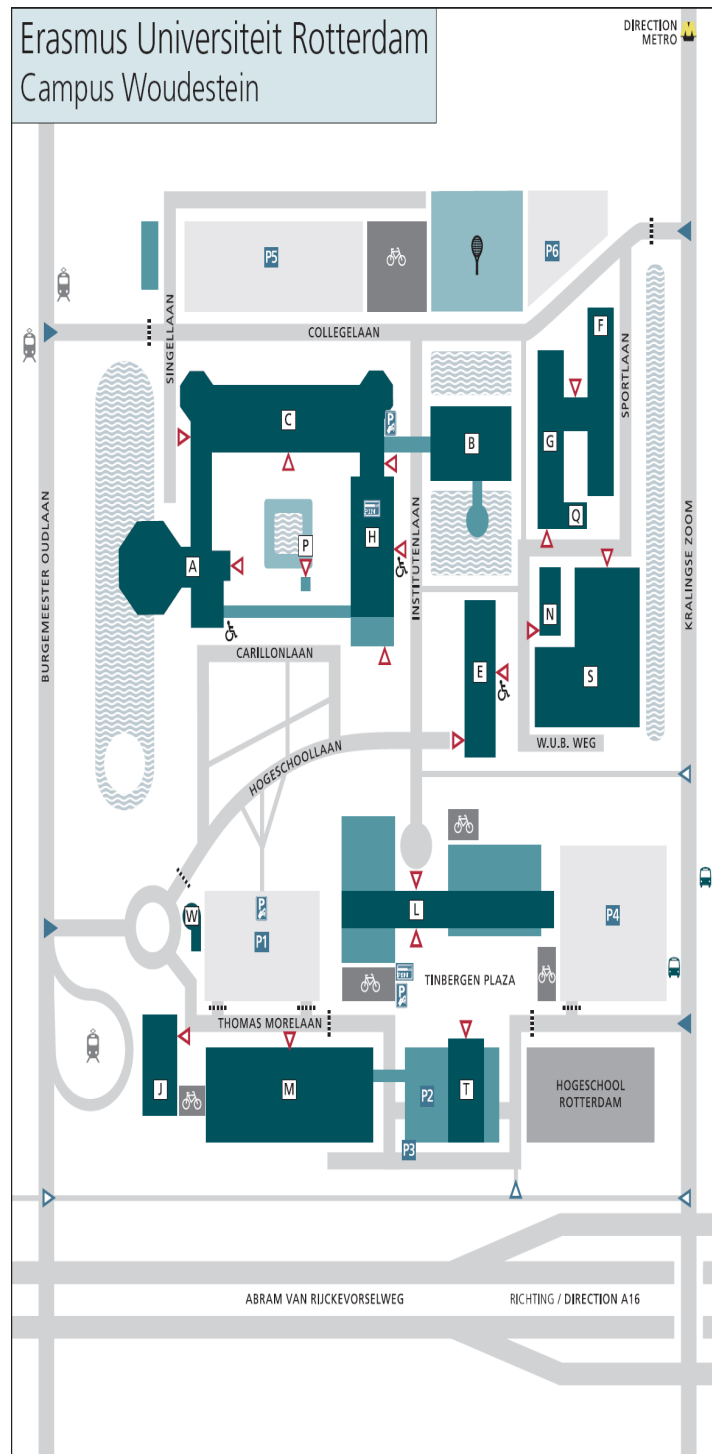 Erasmus Universiteit Rotterdam
Campus Woudestein
DIRECTION
METRO
M
P5
P6
SINGELLAAN
COLLEGELAAN
F
SPORTLAAN
C
P
B
G
BURGEMEESTER OUDLAAN
KRALINGSE ZOOM
H
Q
P
INSTITUTENLAAN
A
N
CARILLONLAAN
E
S
HOGESCHOOLLAAN
W.U.B. WEG
L
W
P
P1
P4
P
TINBERGEN PLAZA
THOMAS MORELAAN
J
M
P2
T
HOGESCHOOL
ROTTERDAM
P3
ABRAM VAN RIJCKEVORSELWEG
RICHTING / DIRECTION A16